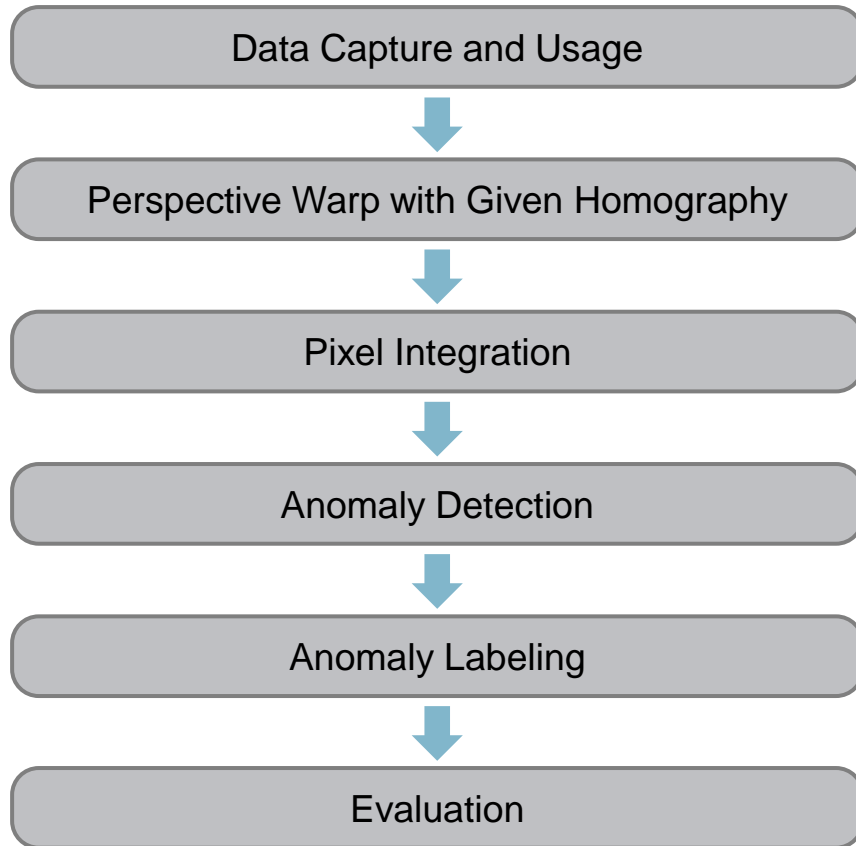 Data Capture and Usage
Perspective Warp with Given Homography
Pixel Integration
Anomaly Detection
Anomaly Labeling
Evaluation